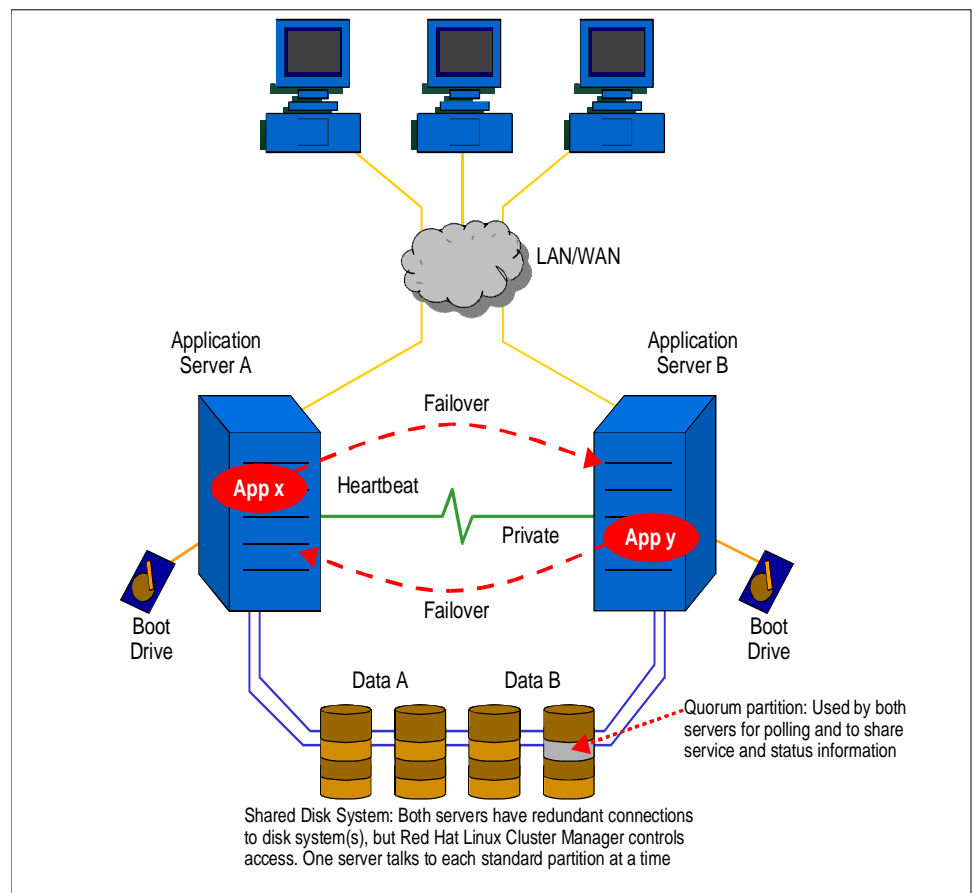 LAN/WAN
Application
Server A
Application
Server B
Failover
App x
Heartbeat
Private
App y
Failover
Boot
Drive
Boot
Drive
Data A
Data B
Quorum partition: Used by both
servers for polling and to share
service and status information
Shared Disk System: Both servers have redundant connections
to disk system(s), but Red Hat Linux Cluster Manager controls
access. One server talks to each standard partition at a time